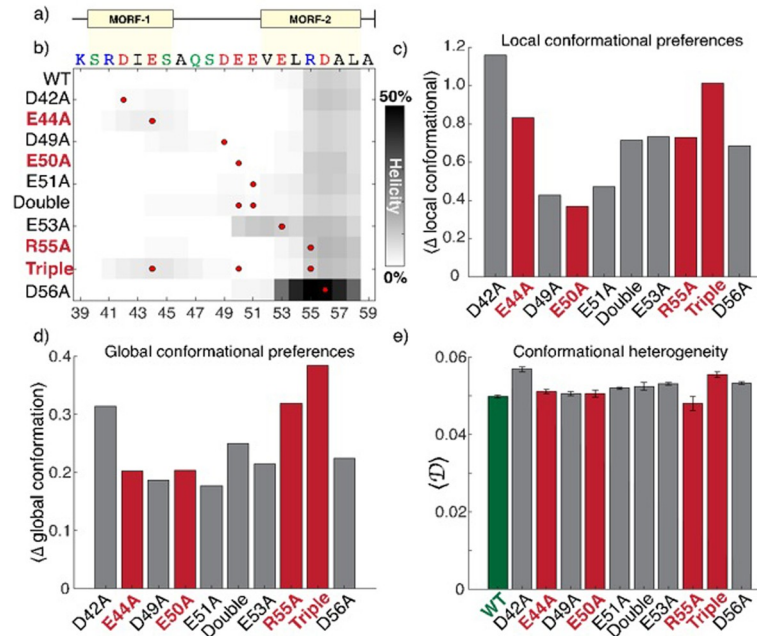 a) MORF-1 MORF-2
b) K S R D I E S A Q S D E E V E L R D A L A
WT
D42A
E44A
D49A
E50A
E51A
Double
E53A
R55A
Triple
D56A
39 41 43 45 47 49 51 53 55 57 59
50%
Helicity
0%
c) Local conformational preferences
⟨Δ local conformational⟩
1.2
1.0
0.8
0.6
0.4
0.2
0
D42A E44A D49A E50A E51A Double E53A R55A Triple D56A
d) Global conformational preferences
⟨Δ global conformation⟩
0.4
0.3
0.2
0.1
0
D42A E44A D49A E50A E51A Double E53A R55A Triple D56A
e) Conformational heterogeneity
⟨𝒟⟩
0.06
0.04
0.02
0
WT D42A E44A D49A E50A E51A Double E53A R55A Triple D56A